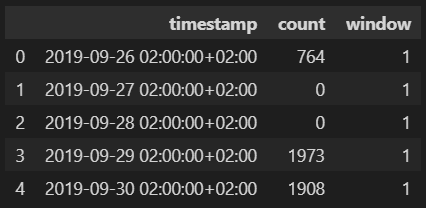 timestamp count window
0 2019-09-26 02:00:00+02:00 764 1
1 2019-09-27 02:00:00+02:00 0 1
2 2019-09-28 02:00:00+02:00 0 1
3 2019-09-29 02:00:00+02:00 1973 1
4 2019-09-30 02:00:00+02:00 1908 1